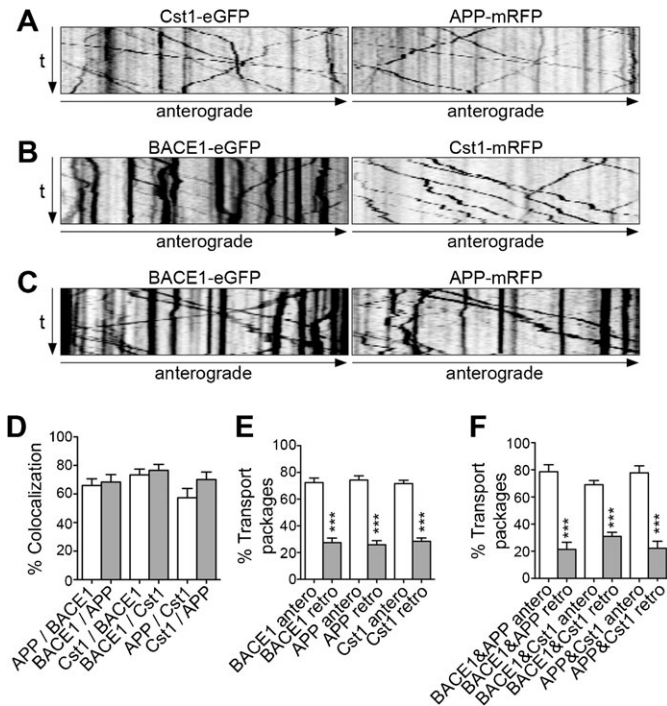 A
Cst1-eGFP
APP-mRFP
t
anterograde
anterograde
B
BACE1-eGFP
Cst1-mRFP
t
anterograde
anterograde
C
BACE1-eGFP
APP-mRFP
t
anterograde
anterograde
D
% Colocalization
100
80
60
40
20
0
APP / BACE1
BACE1 / APP
Cst1 / BACE1
BACE1 / Cst1
APP / Cst1
Cst1 / APP
E
% Transport
packages
100
80
60
40
20
0
***
***
***
BACE1 antero
BACE1 retro
APP antero
APP retro
Cst1 antero
Cst1 retro
F
% Transport
packages
100
80
60
40
20
0
***
***
***
BACE1&APP antero
BACE1&APP retro
BACE1&Cst1 antero
BACE1&Cst1 retro
APP&Cst1 antero
APP&Cst1 retro